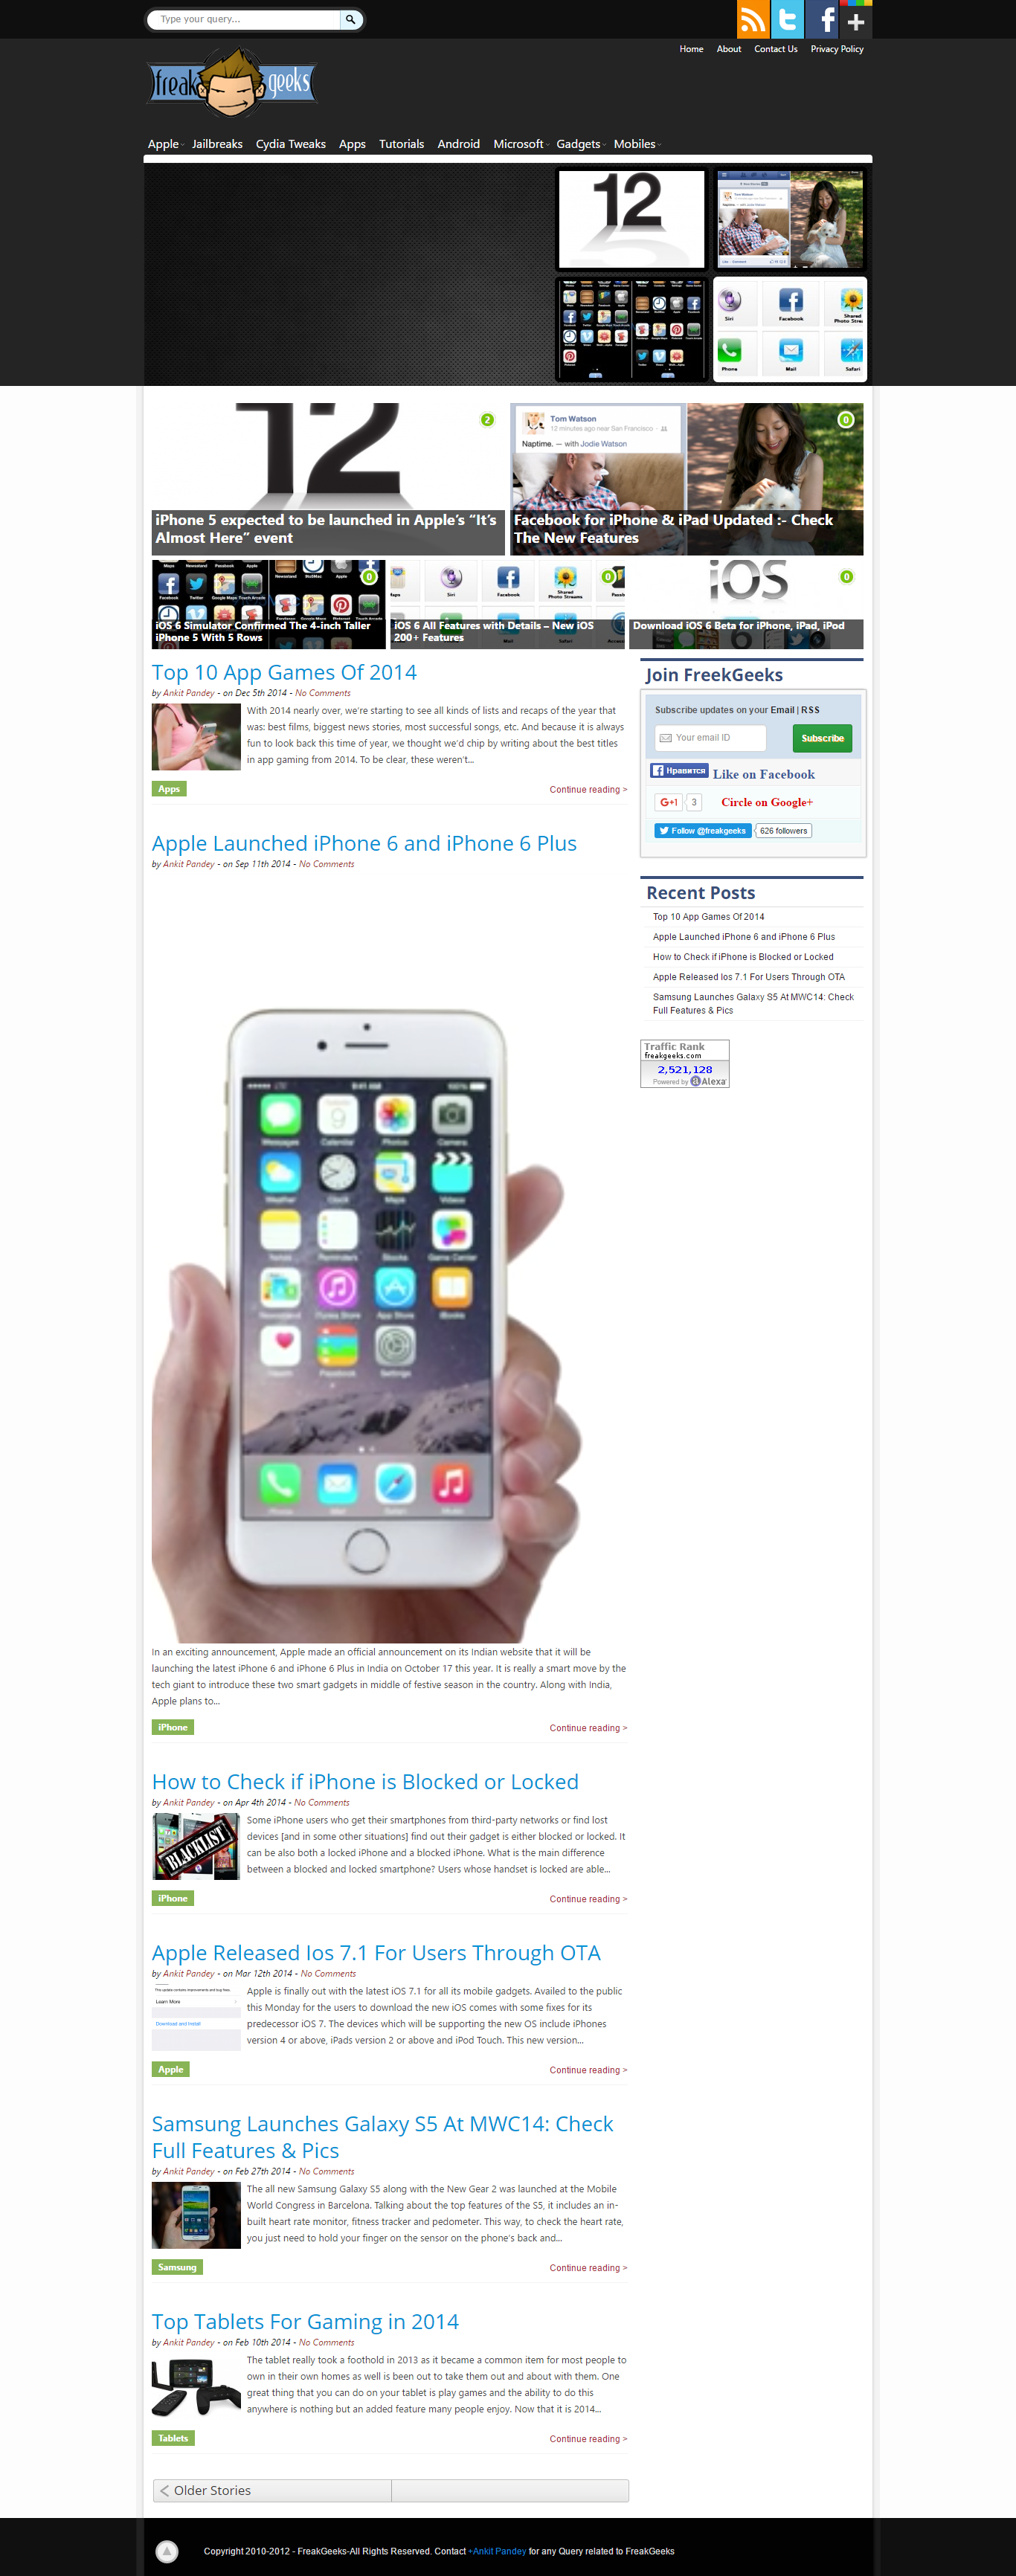 Type your query...
Home About Contact Us Privacy Policy
freak geeks
Apple Jailbreaks Cydia Tweaks Apps Tutorials Android Microsoft Gadgets Mobiles
12
Siri Facebook Shared
Photo Stream
Phone Mail Safari
12
2
iPhone 5 expected to be launched in Apple's “It's
Almost Here” event
Tom Watson
12 minutes ago near San Francisco
Naptime. — with Jodie Watson
0
Facebook for iPhone & iPad Updated :- Check
The New Features
0
iOS 6 Simulator Confirmed The 4-inch Taller
iPhone 5 With 5 Rows
0
iOS 6 All Features with Details – New iOS
200+ Features
iOS
0
Download iOS 6 Beta for iPhone, iPad, iPod
Top 10 App Games Of 2014
by Ankit Pandey - on Dec 5th 2014 - No Comments
With 2014 nearly over, we're starting to see all kinds of lists and recaps of the year that
was: best films, biggest news stories, most successful songs, etc. And because it is always
fun to look back this time of year, we thought we'd chip by writing about the best titles
in app gaming from 2014. To be clear, these weren't...
Apps
Continue reading >
Apple Launched iPhone 6 and iPhone 6 Plus
by Ankit Pandey - on Sep 11th 2014 - No Comments
In an exciting announcement, Apple made an official announcement on its Indian website that it will be
launching the latest iPhone 6 and iPhone 6 Plus in India on October 17 this year. It is really a smart move by the
tech giant to introduce these two smart gadgets in middle of festive season in the country. Along with India,
Apple plans to...
iPhone
Continue reading >
How to Check if iPhone is Blocked or Locked
by Ankit Pandey - on Apr 4th 2014 - No Comments
BLACKLIST
Some iPhone users who get their smartphones from third-party networks or find lost
devices [and in some other situations] find out their gadget is either blocked or locked. It
can be also both a locked iPhone and a blocked iPhone. What is the main difference
between a blocked and locked smartphone? Users whose handset is locked are able...
iPhone
Continue reading >
Apple Released Ios 7.1 For Users Through OTA
by Ankit Pandey - on Mar 12th 2014 - No Comments
This update contains improvements and bug fixes.
Learn More
Download and Install
Apple is finally out with the latest iOS 7.1 for all its mobile gadgets. Availed to the public
this Monday for the users to download the new iOS comes with some fixes for its
predecessor iOS 7. The devices which will be supporting the new OS include iPhones
version 4 or above, iPads version 2 or above and iPod Touch. This new version...
Apple
Continue reading >
Samsung Launches Galaxy S5 At MWC14: Check
Full Features & Pics
by Ankit Pandey - on Feb 27th 2014 - No Comments
The all new Samsung Galaxy S5 along with the New Gear 2 was launched at the Mobile
World Congress in Barcelona. Talking about the top features of the S5, it includes an in-
built heart rate monitor, fitness tracker and pedometer. This way, to check the heart rate,
you just need to hold your finger on the sensor on the phone's back and...
Samsung
Continue reading >
Top Tablets For Gaming in 2014
by Ankit Pandey - on Feb 10th 2014 - No Comments
The tablet really took a foothold in 2013 as it became a common item for most people to
own in their own homes as well is been out to take them out and about with them. One
great thing that you can do on your tablet is play games and the ability to do this
anywhere is nothing but an added feature many people enjoy. Now that it is 2014...
Tablets
Continue reading >
Older Stories
Join FreekGeeks
Subscribe updates on your Email | RSS
Your email ID
Subscribe
Нравится Like on Facebook
G+1 3 Circle on Google+
Follow @freakgeeks 626 followers
Recent Posts
Top 10 App Games Of 2014
Apple Launched iPhone 6 and iPhone 6 Plus
How to Check if iPhone is Blocked or Locked
Apple Released Ios 7.1 For Users Through OTA
Samsung Launches Galaxy S5 At MWC14: Check
Full Features & Pics
Traffic Rank
freakgeeks.com
2,521,128
Powered by Alexa
Copyright 2010-2012 - FreakGeeks-All Rights Reserved. Contact +Ankit Pandey for any Query related to FreakGeeks